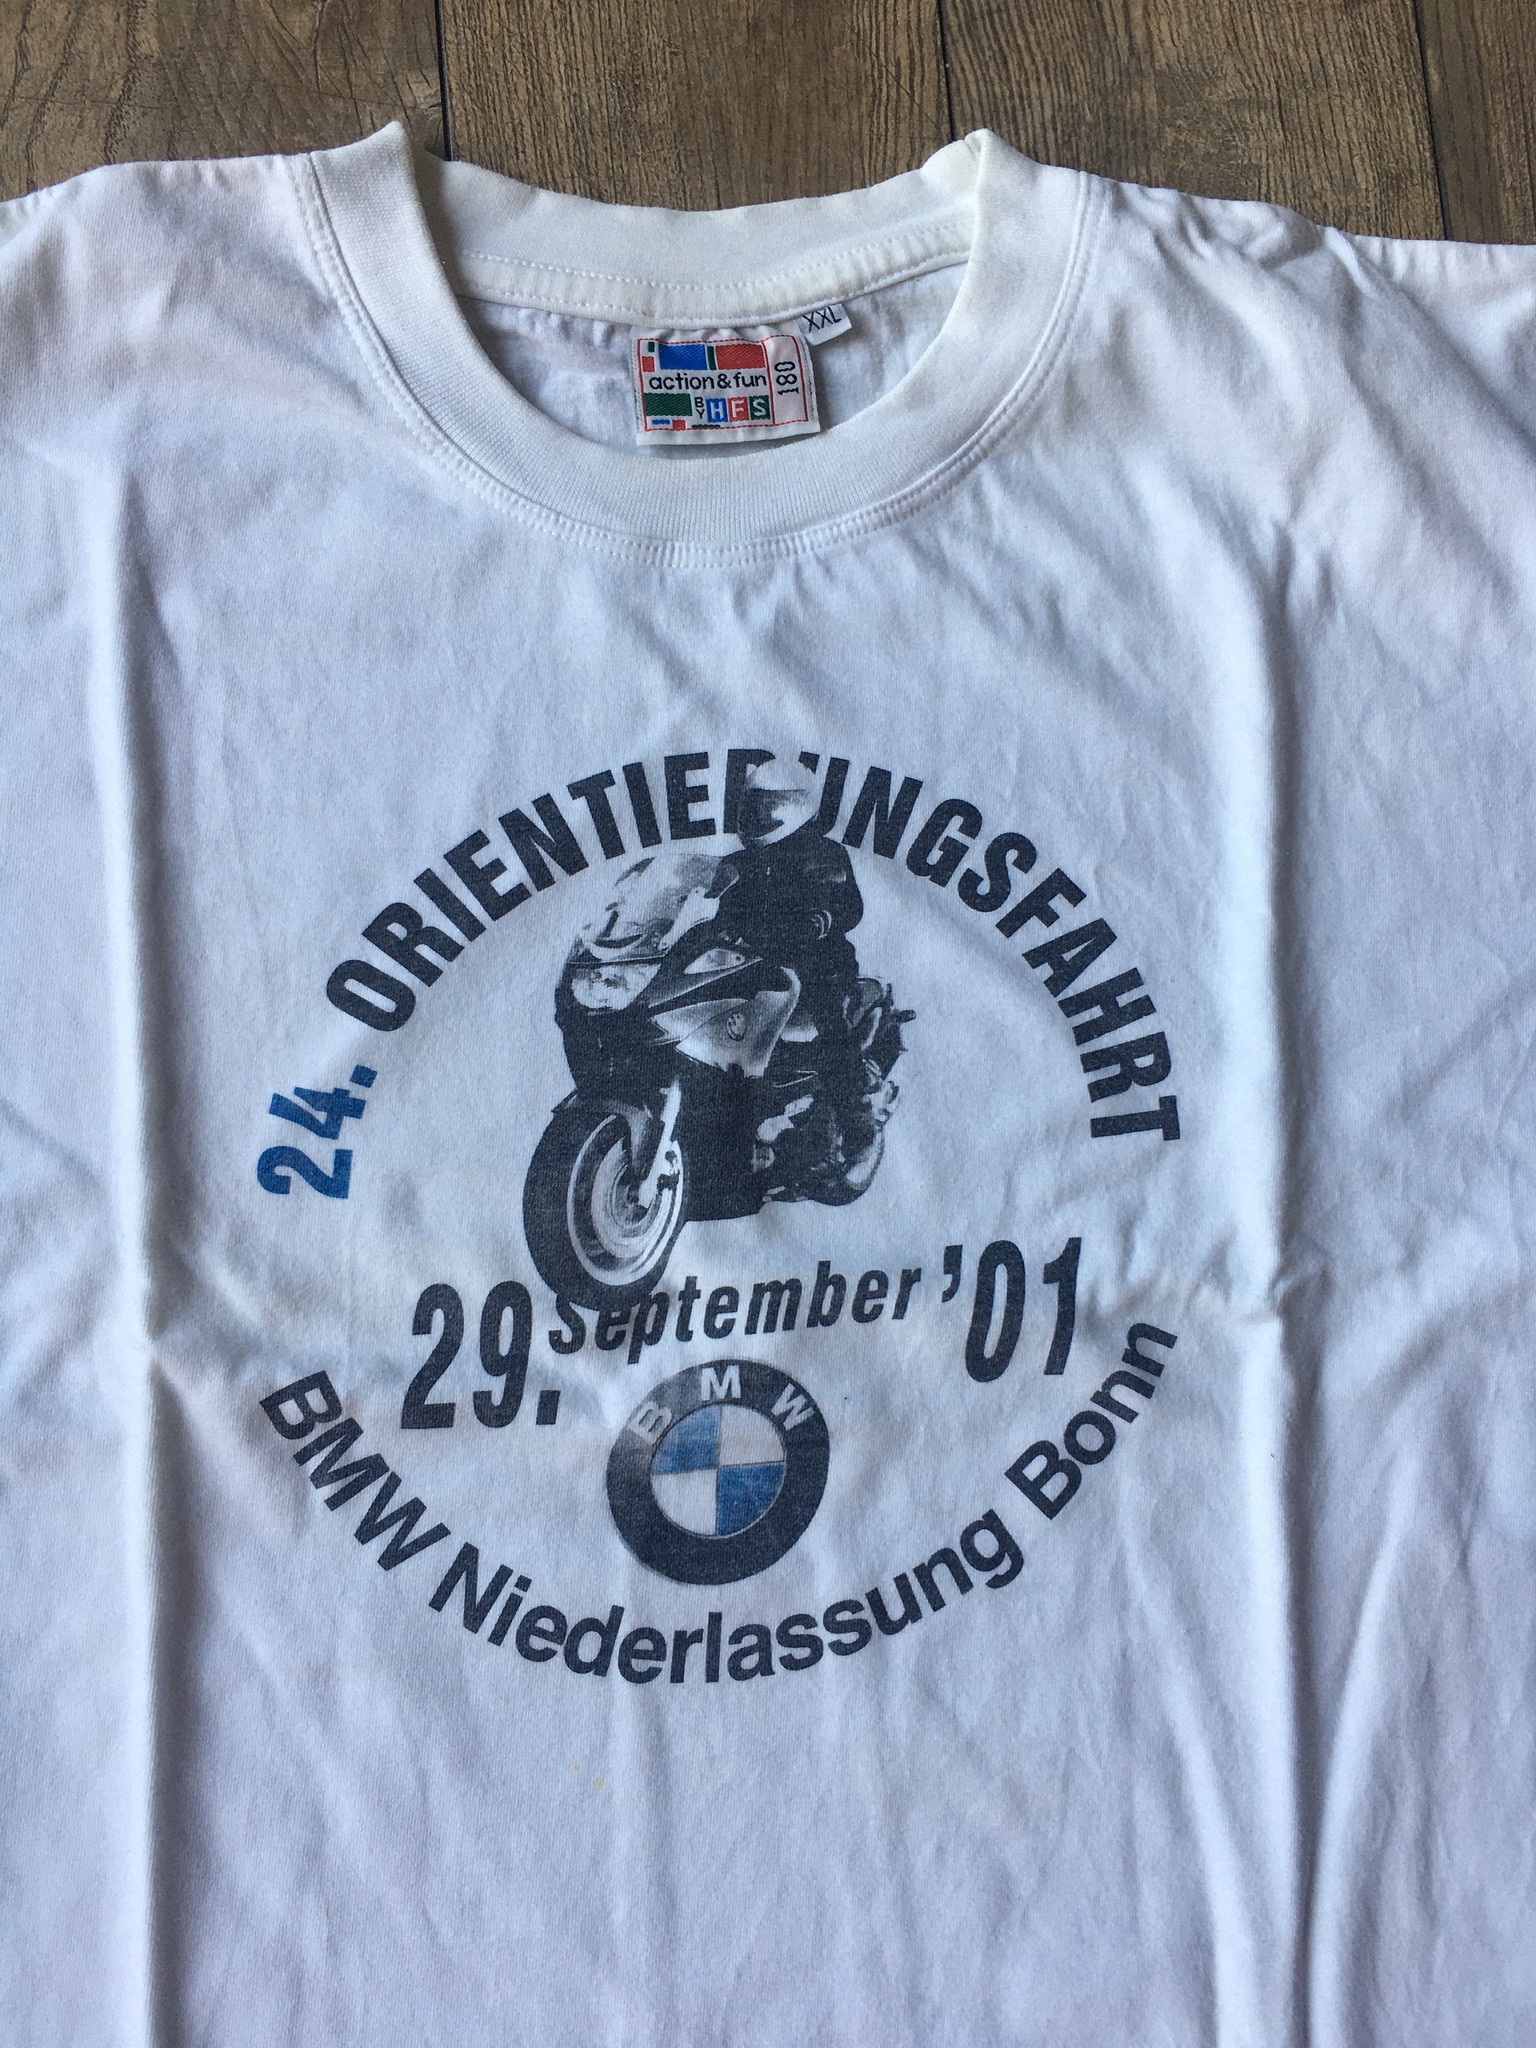 XXL
action & fun
180
BY HFS
24. ORIENTIERUNGSFAHRT
29. September '01
BMW
BMW Niederlassung Bonn